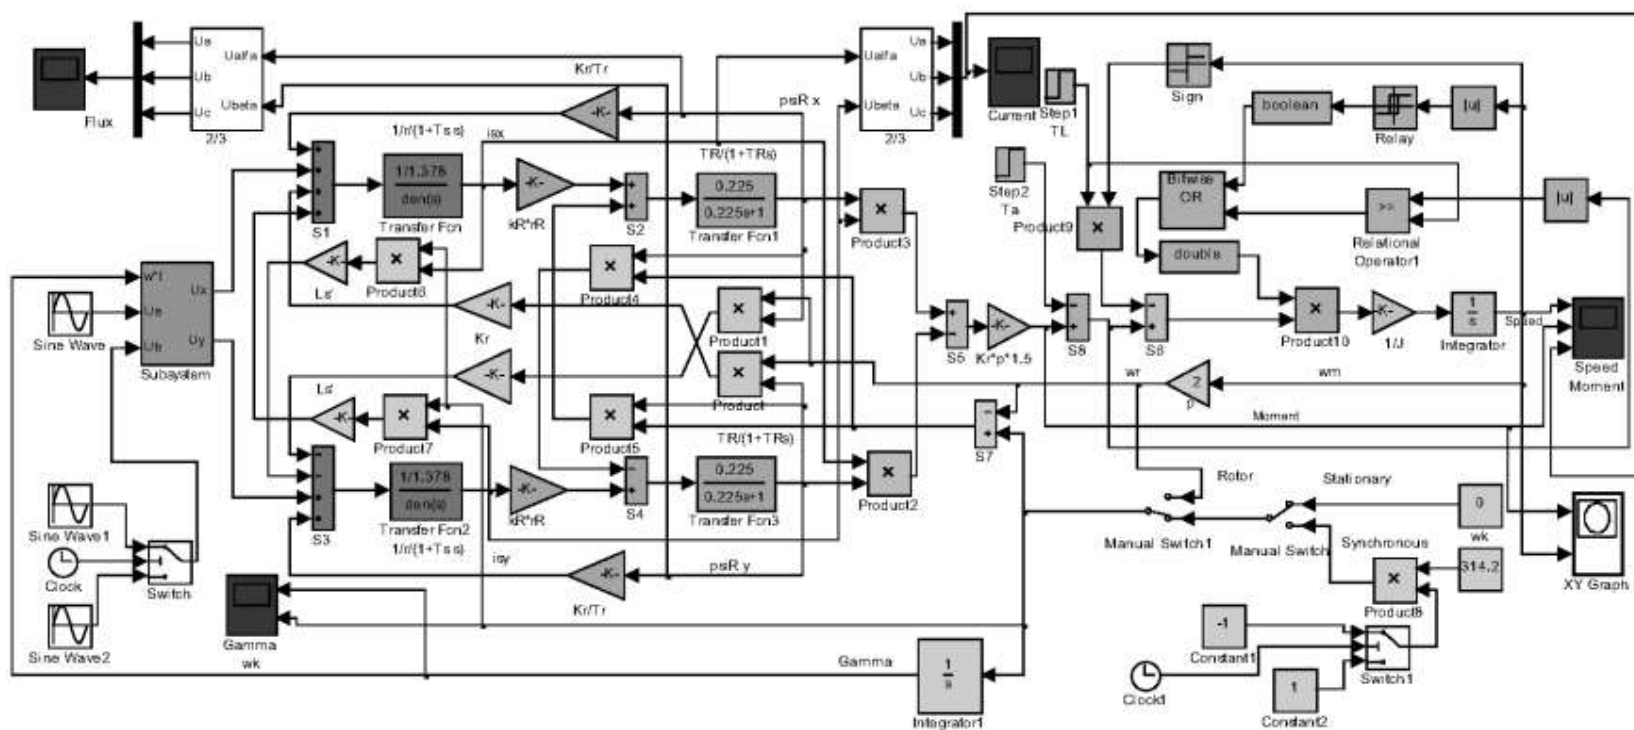 Flux
Ua
Ub
Uc
Ualfa
Ubeta
2/3
Kr/Tr
-K-
psiR x
1/r/(1+Tss)
isx
TR/(1+TRs)
Ualfa
Ubeta
Ua
Ub
Uc
2/3
Current
Step1
TL
Sign
boolean
Relay
|u|
Step2
Ta
Product9
×
Bitwise
OR
>=
Relational
Operator1
|u|
double
S1
1/1.378
den(s)
Transfer Fcn
-K-
kR*rR
S2
0.225
0.225s+1
Transfer Fcn1
×
Product3
w*t
Ua
Ub
Ux
Uy
Subsystem
Sine Wave
-K-
Ls'
×
Product6
-K-
Kr
×
Product4
×
Product1
×
Product
-K-
S5
-K-
Kr*p*1.5
S8
S6
×
Product10
-K-
1/J
1
s
Integrator
Speed
Speed
Moment
wr
2
p
wm
Moment
Ls'
-K-
×
Product7
×
Product5
TR/(1+TRs)
S7
S3
1/1.378
den(s)
Transfer Fcn2
1/r/(1+Tss)
-K-
kR*rR
S4
0.225
0.225s+1
Transfer Fcn3
×
Product2
isy
psiR y
-K-
Kr/Tr
Sine Wave1
Clock
Switch
Sine Wave2
Gamma
wk
Gamma
1
s
Integrator1
Rotor
Manual Switch1
Stationary
Manual Switch
0
wk
Synchronous
314.2
×
Product8
XY Graph
-1
Constant1
Clock1
1
Constant2
Switch1